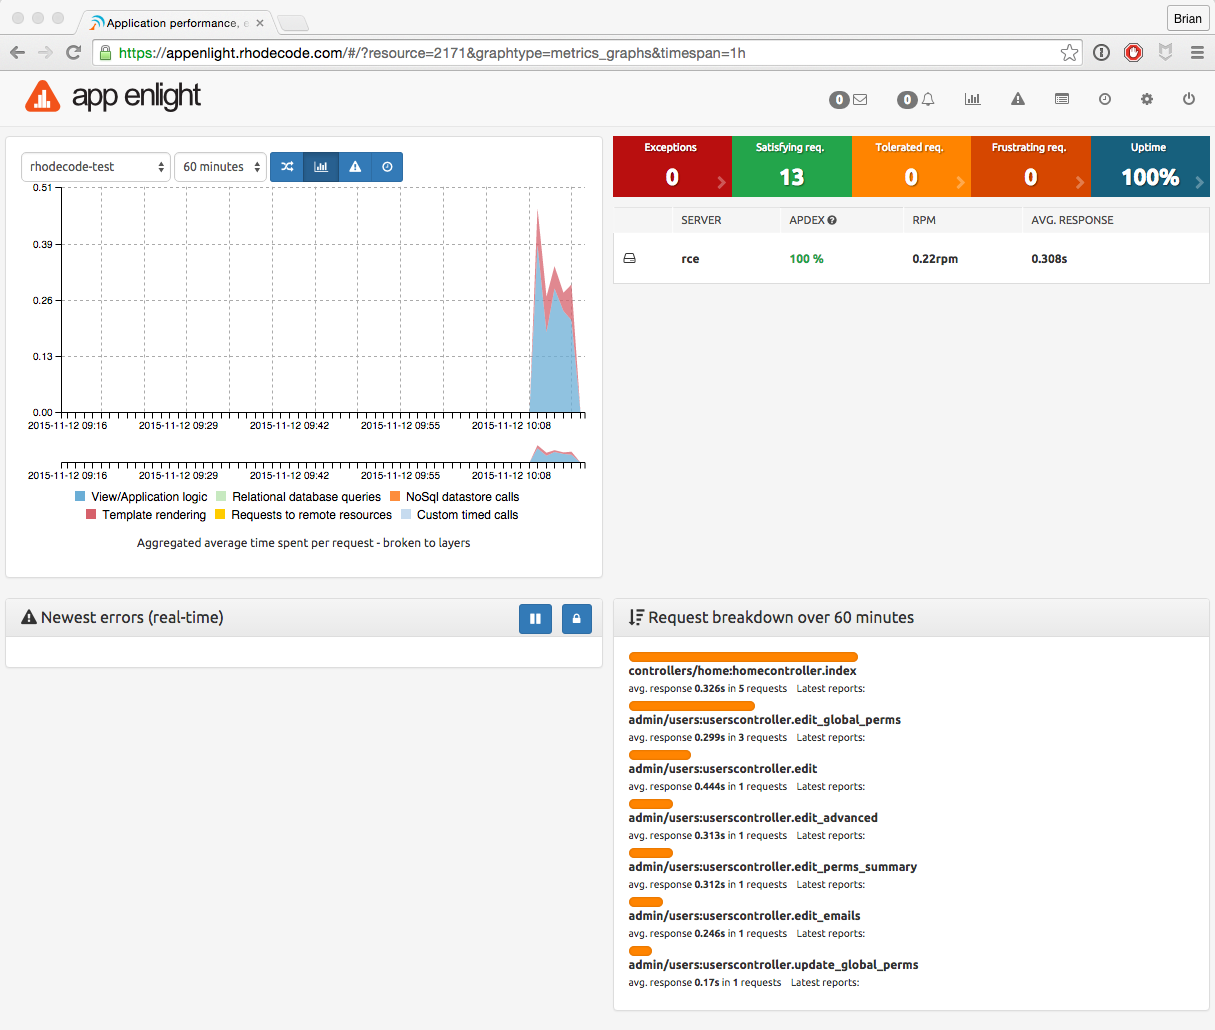 Application performance, e
Brian
https://appenlight.rhodecode.com/#/?resource=2171&graphtype=metrics_graphs&timespan=1h
app enlight
0
0
rhodecode-test
60 minutes
0.51
0.39
0.26
0.13
0.00
2015-11-12 09:16
2015-11-12 09:29
2015-11-12 09:42
2015-11-12 09:55
2015-11-12 10:08
2015-11-12 09:16
2015-11-12 09:29
2015-11-12 09:42
2015-11-12 09:55
2015-11-12 10:08
View/Application logic
Relational database queries
NoSql datastore calls
Template rendering
Requests to remote resources
Custom timed calls
Aggregated average time spent per request - broken to layers
Exceptions
0
Satisfying req.
13
Tolerated req.
0
Frustrating req.
0
Uptime
100%
SERVER APDEX RPM AVG. RESPONSE
rce 100 % 0.22rpm 0.308s
Newest errors (real-time)
Request breakdown over 60 minutes
controllers/home:homecontroller.index
avg. response 0.326s in 5 requests Latest reports:
admin/users:userscontroller.edit_global_perms
avg. response 0.299s in 3 requests Latest reports:
admin/users:userscontroller.edit
avg. response 0.444s in 1 requests Latest reports:
admin/users:userscontroller.edit_advanced
avg. response 0.313s in 1 requests Latest reports:
admin/users:userscontroller.edit_perms_summary
avg. response 0.312s in 1 requests Latest reports:
admin/users:userscontroller.edit_emails
avg. response 0.246s in 1 requests Latest reports:
admin/users:userscontroller.update_global_perms
avg. response 0.17s in 1 requests Latest reports: